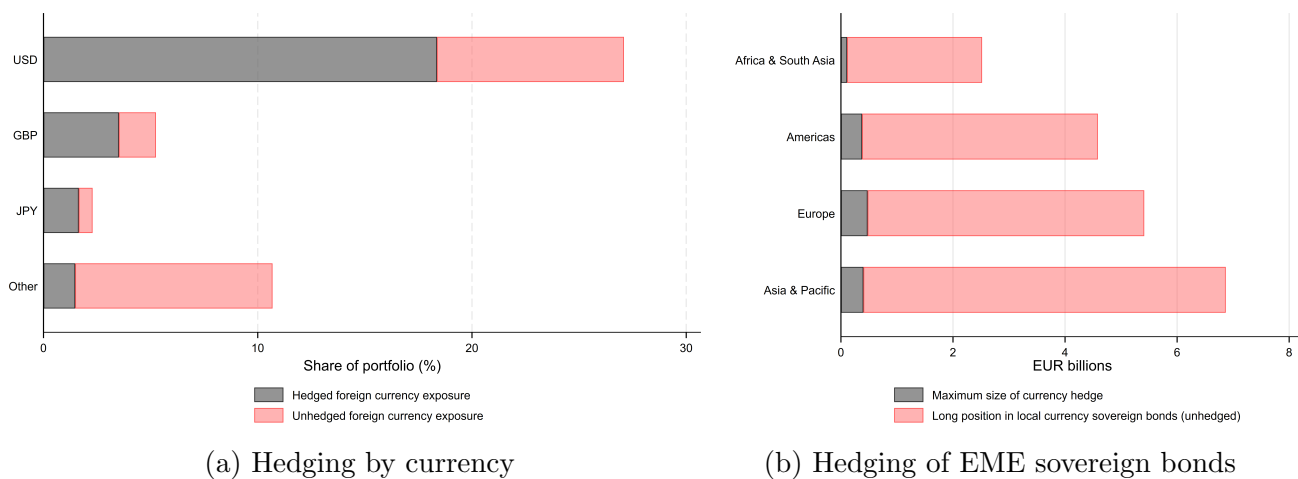 USD
GBP
JPY
Other
0 10 20 30
Share of portfolio (%)
Hedged foreign currency exposure
Unhedged foreign currency exposure
(a) Hedging by currency
Africa & South Asia
Americas
Europe
Asia & Pacific
0 2 4 6 8
EUR billions
Maximum size of currency hedge
Long position in local currency sovereign bonds (unhedged)
(b) Hedging of EME sovereign bonds